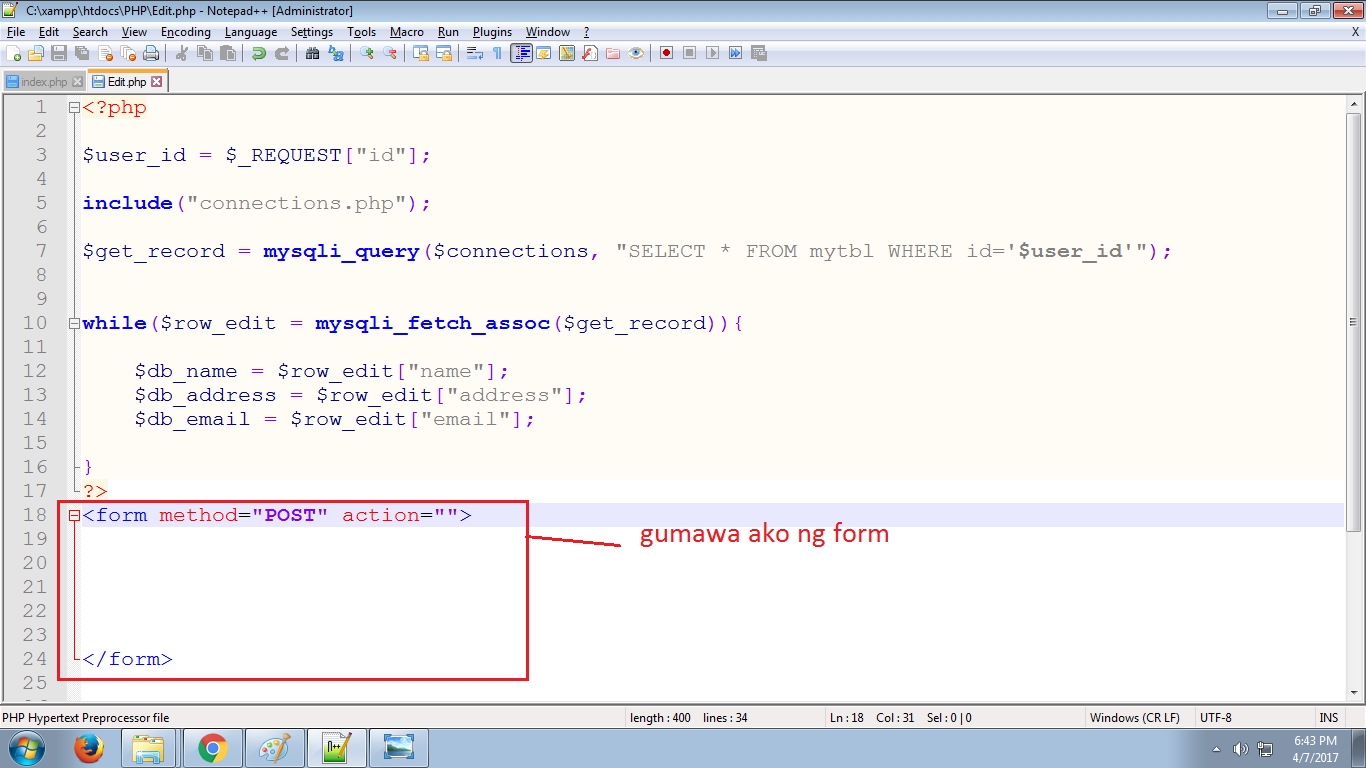 C:\xampp\htdocs\PHP\Edit.php - Notepad++ [Administrator]
File Edit Search View Encoding Language Settings Tools Macro Run Plugins Window ? X
index.php Edit.php
1 <?php
2
3 $user_id = $_REQUEST["id"];
4
5 include("connections.php");
6
7 $get_record = mysqli_query($connections, "SELECT * FROM mytbl WHERE id='$user_id'");
8
9
10 while($row_edit = mysqli_fetch_assoc($get_record)){
11
12 $db_name = $row_edit["name"];
13 $db_address = $row_edit["address"];
14 $db_email = $row_edit["email"];
15
16 }
17 ?>
18 <form method="POST" action="">
19 gumawa ako ng form
20
21
22
23
24 </form>
25
PHP Hypertext Preprocessor file length : 400 lines : 34 Ln : 18 Col : 31 Sel : 0 | 0 Windows (CR LF) UTF-8 INS
6:43 PM
4/7/2017